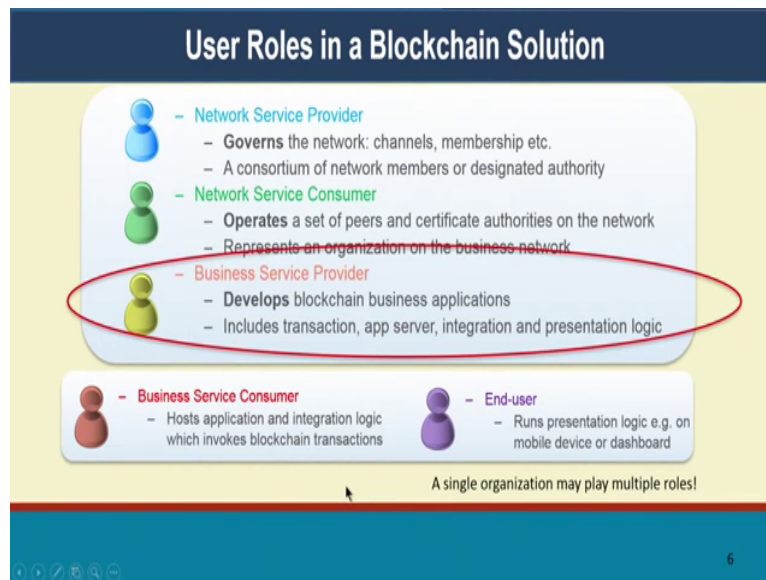 User Roles in a Blockchain Solution
– Network Service Provider
– Governs the network: channels, membership etc.
– A consortium of network members or designated authority
– Network Service Consumer
– Operates a set of peers and certificate authorities on the network
– Represents an organization on the business network
– Business Service Provider
– Develops blockchain business applications
– Includes transaction, app server, integration and presentation logic
– Business Service Consumer
– Hosts application and integration logic
which invokes blockchain transactions
– End-user
– Runs presentation logic e.g. on
mobile device or dashboard
A single organization may play multiple roles!
6